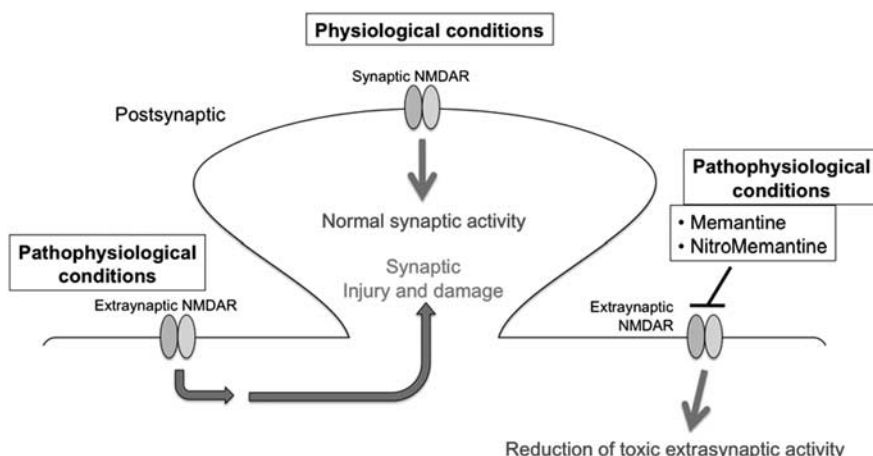 Physiological conditions
Synaptic NMDAR
Postsynaptic
Normal synaptic activity
Synaptic
Injury and damage
Pathophysiological
conditions
Extraynaptic NMDAR
Pathophysiological
conditions
• Memantine
• NitroMemantine
Extraynaptic
NMDAR
Reduction of toxic extrasynaptic activity